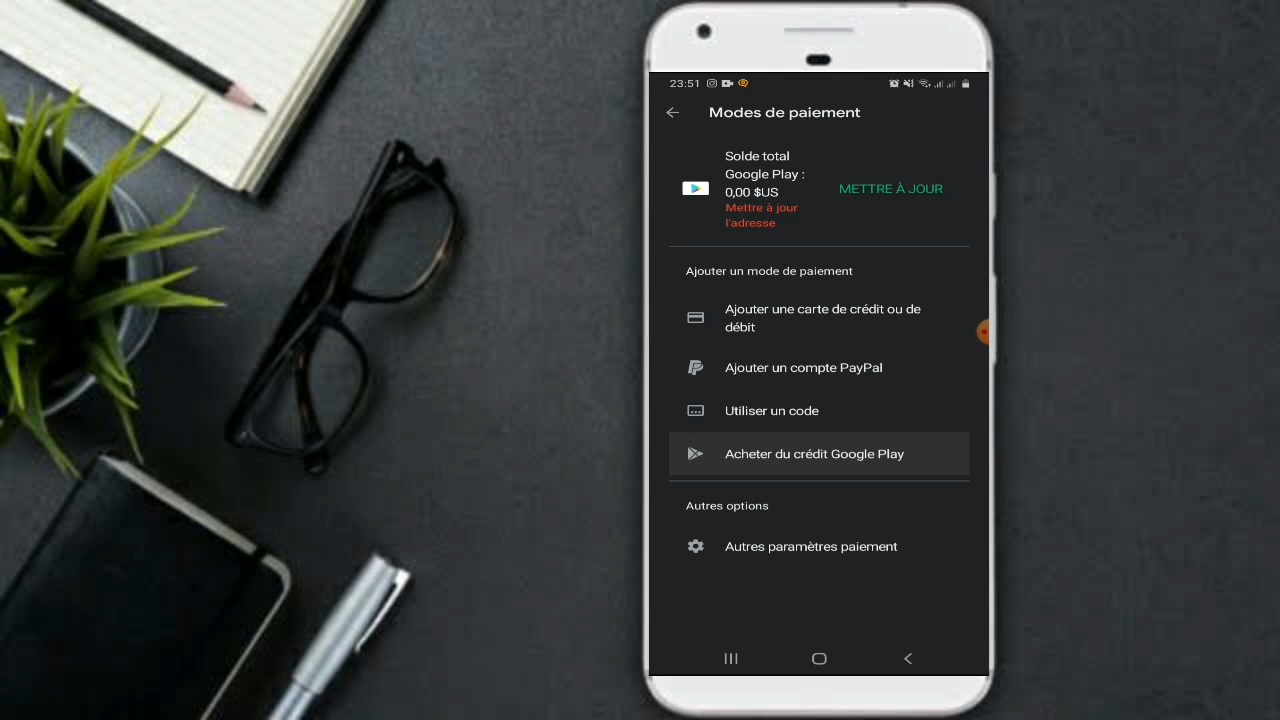 23:51
Modes de paiement
Solde total
Google Play :
0,00 $US
Mettre à jour
l'adresse
METTRE À JOUR
Ajouter un mode de paiement
Ajouter une carte de crédit ou de
débit
Ajouter un compte PayPal
Utiliser un code
Acheter du crédit Google Play
Autres options
Autres paramètres paiement